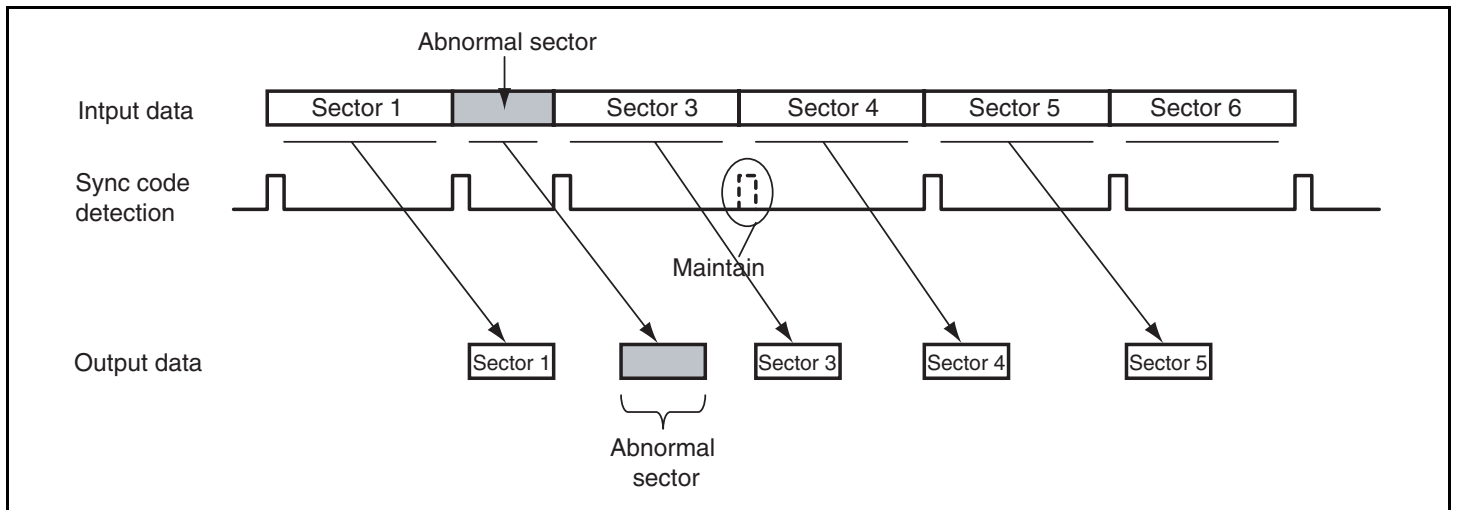 Abnormal sector
Intput data
Sector 1
Sector 3
Sector 4
Sector 5
Sector 6
Sync code
detection
Maintain
Output data
Sector 1
Sector 3
Sector 4
Sector 5
Abnormal
sector